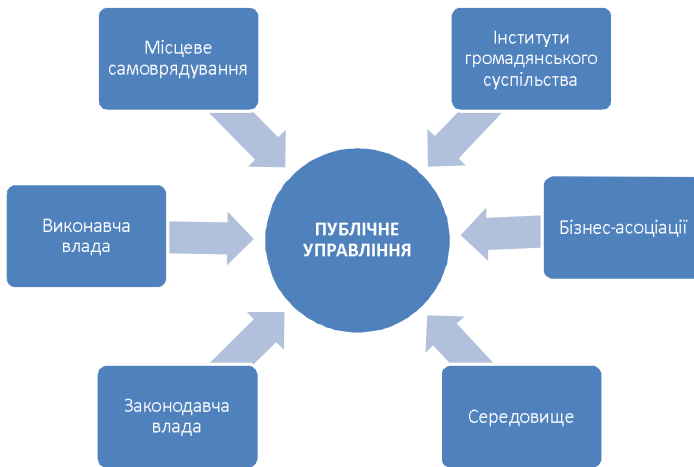 Місцеве
самоврядування
Інститути
громадянського
суспільства
Виконавча
влада
ПУБЛІЧНЕ
УПРАВЛІННЯ
Бізнес-асоціації
Законодавча
влада
Середовище